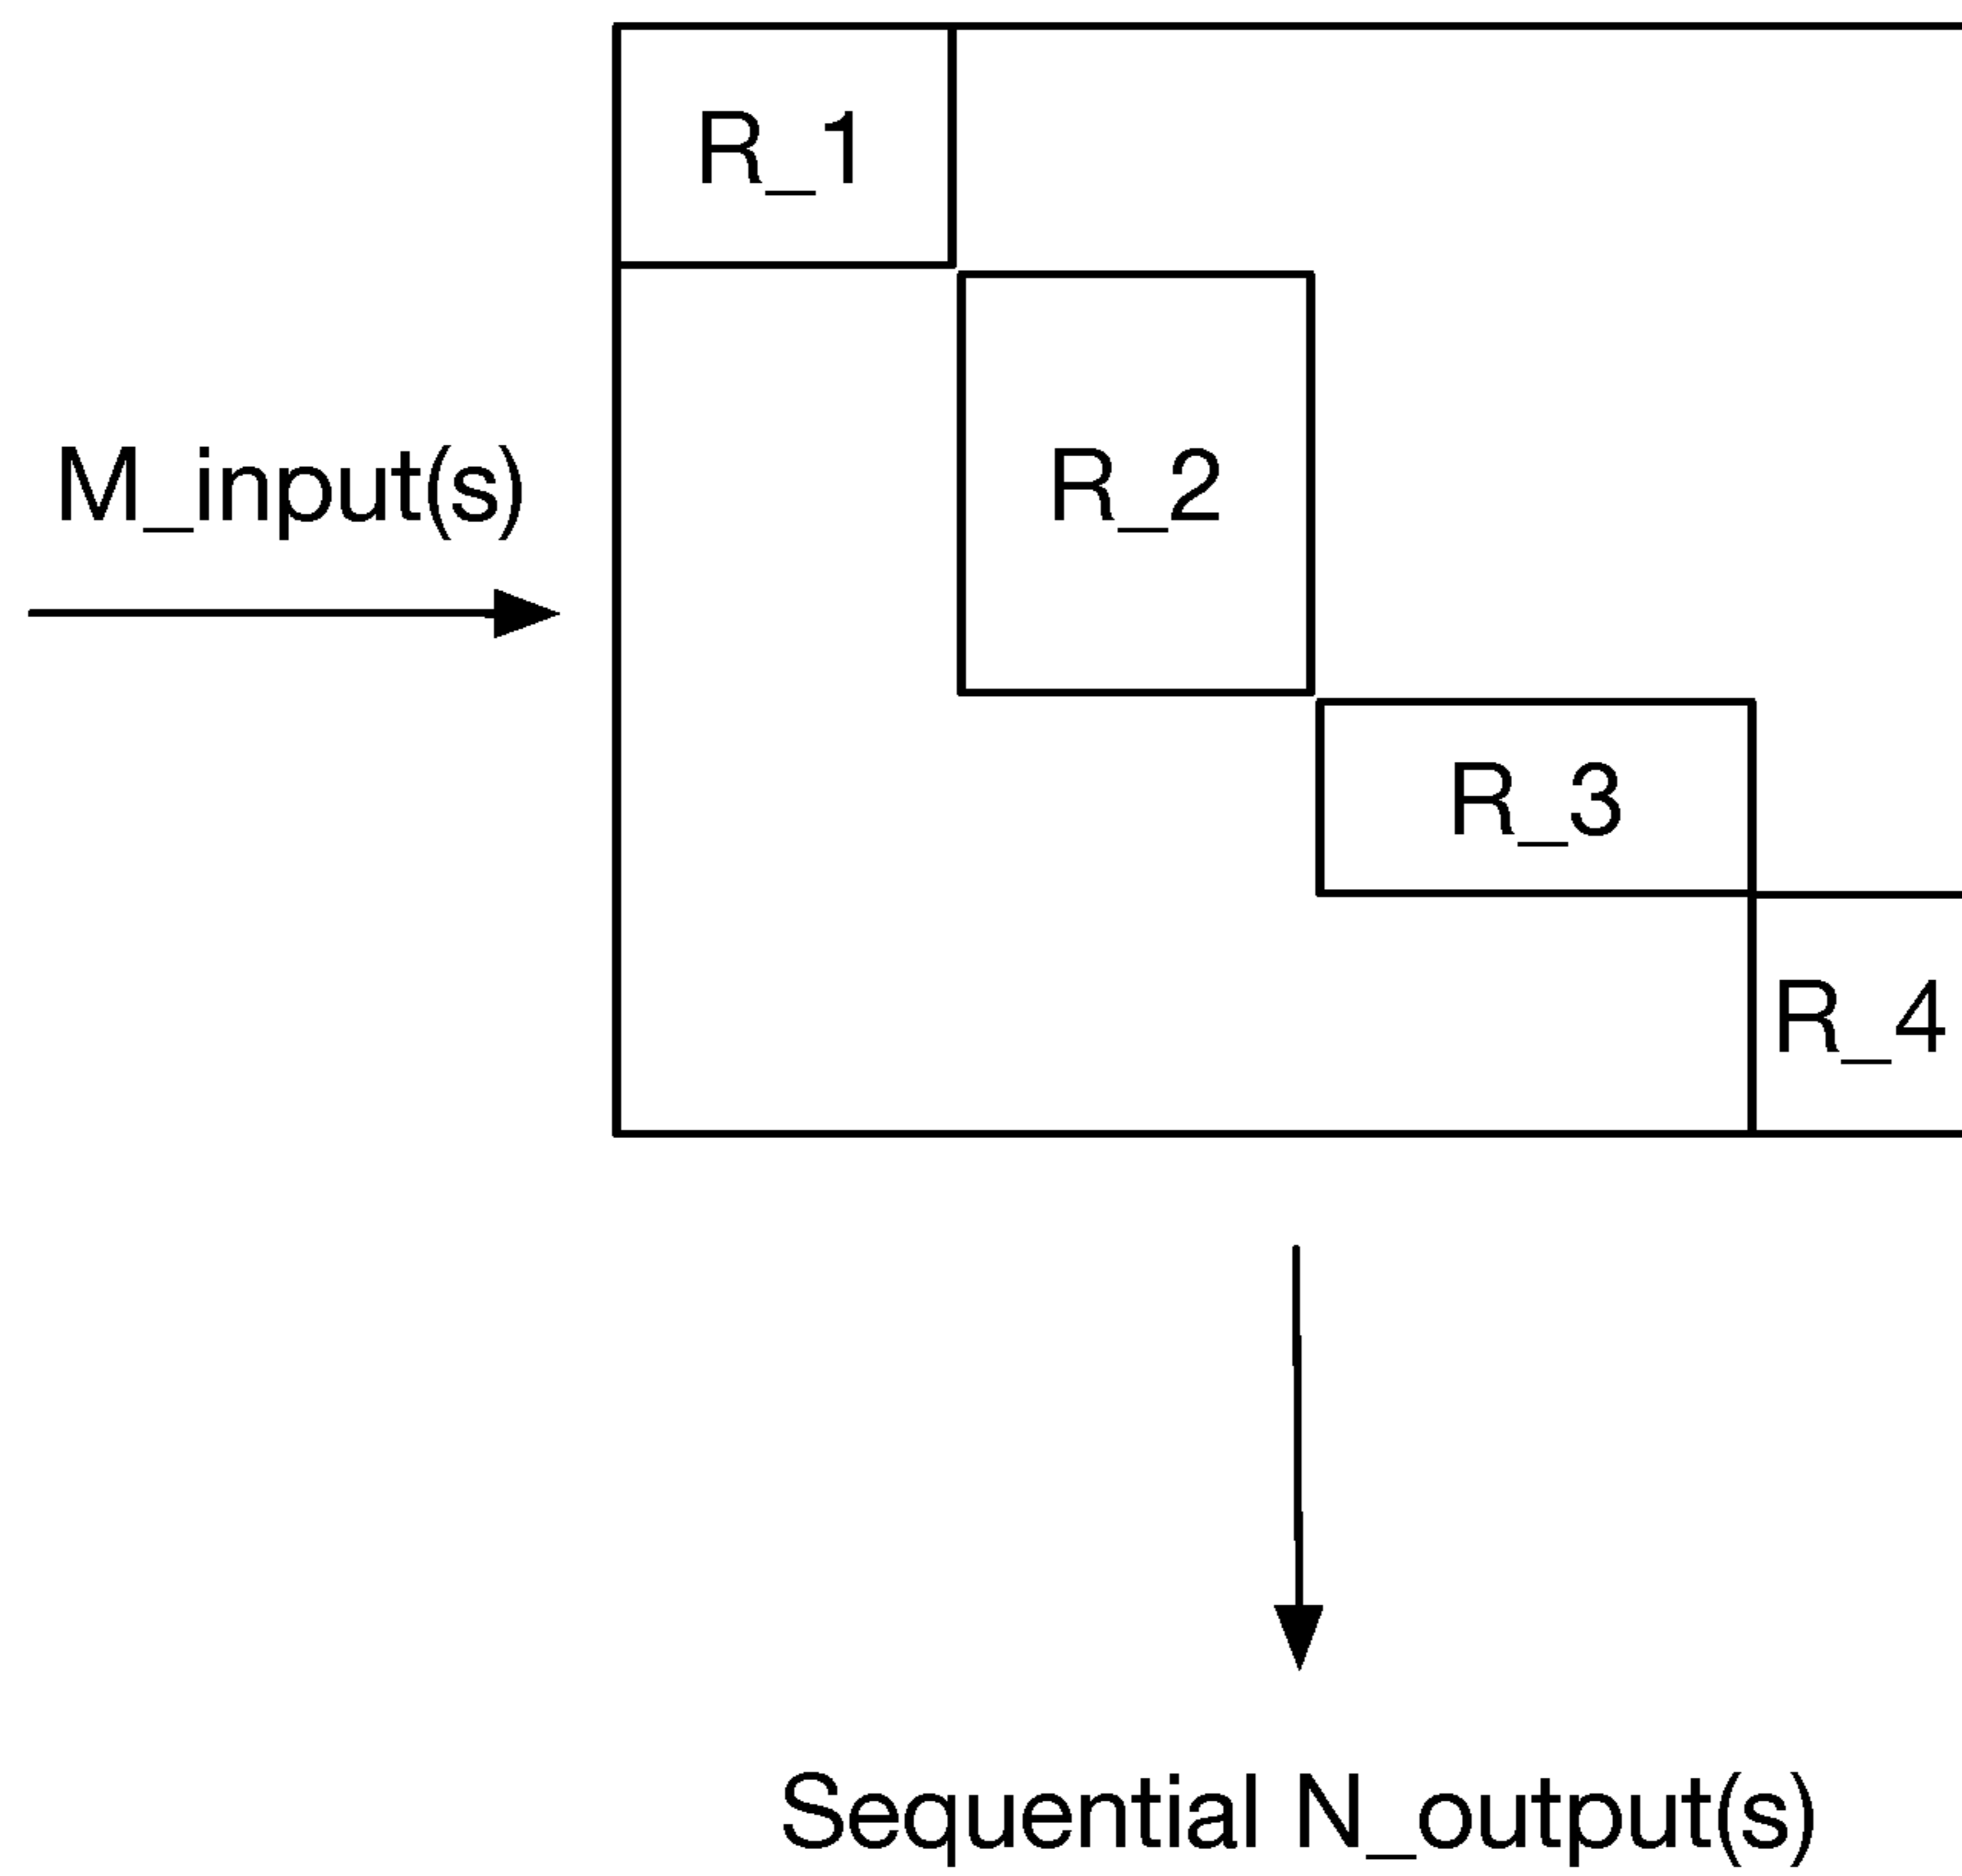 R_1
M_input(s)
R_2
R_3
R_4
Sequential N_output(s)